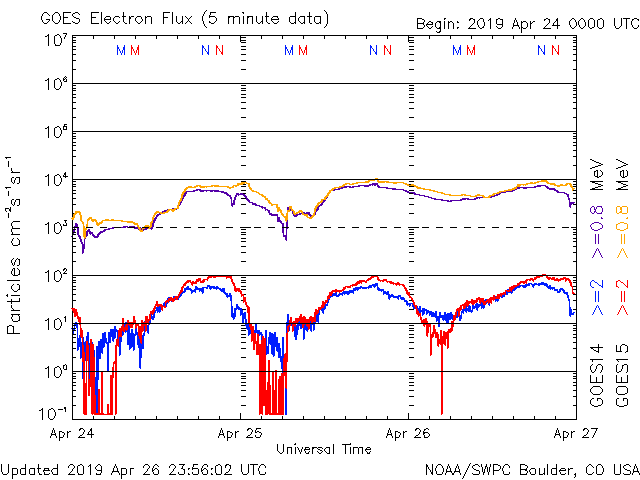 GOES Electron Flux (5 minute data)
Begin: 2019 Apr 24 0000 UTC
M M N N M M N N M M N N
10⁷
10⁶
10⁵
10⁴
10³
10²
10¹
10⁰
10⁻¹
Particles cm⁻²s⁻¹sr⁻¹
Apr 24 Apr 25 Apr 26 Apr 27
Universal Time
GOES14 >=2 >=0.8 MeV
GOES15 >=2 >=0.8 MeV
Updated 2019 Apr 26 23:56:02 UTC
NOAA/SWPC Boulder, CO USA